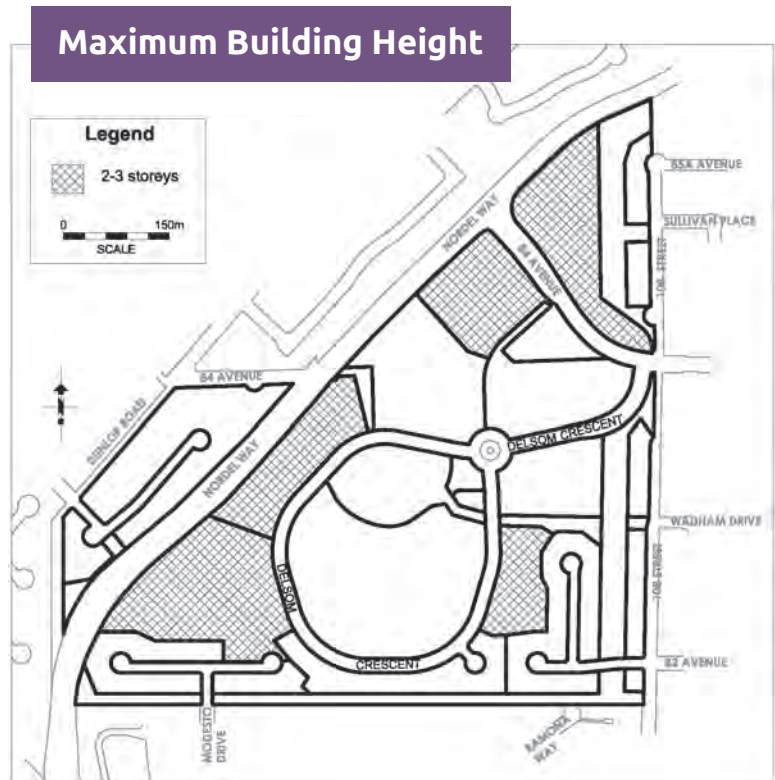 Maximum Building Height
Legend
2-3 storeys
0 150m
SCALE
85A AVENUE
SULLIVAN PLACE
108 STREET
NORDEL WAY
84 AVENUE
84 AVENUE
DUNLOP ROAD
NORDEL WAY
DELSOM CRESCENT
WADHAM DRIVE
108 STREET
DELSOM
CRESCENT
82 AVENUE
MODESTO
DRIVE
RAMONA
WAY